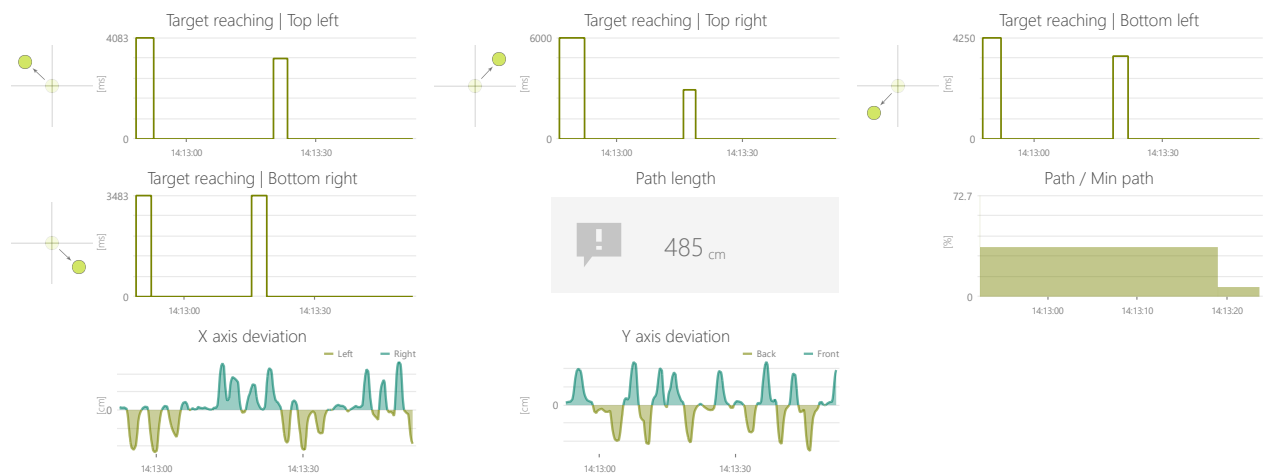 Target reaching | Top left
4083
[ms]
0
14:13:00 14:13:30
Target reaching | Top right
6000
[ms]
0
14:13:00 14:13:30
Target reaching | Bottom left
4250
[ms]
0
14:13:00 14:13:30
Target reaching | Bottom right
3483
[ms]
0
14:13:00 14:13:30
Path length
485 cm
Path / Min path
72.7
[%]
0
14:13:00 14:13:10 14:13:20
X axis deviation
Left Right
[cm]
0
14:13:00 14:13:30
Y axis deviation
Back Front
[cm]
0
14:13:00 14:13:30